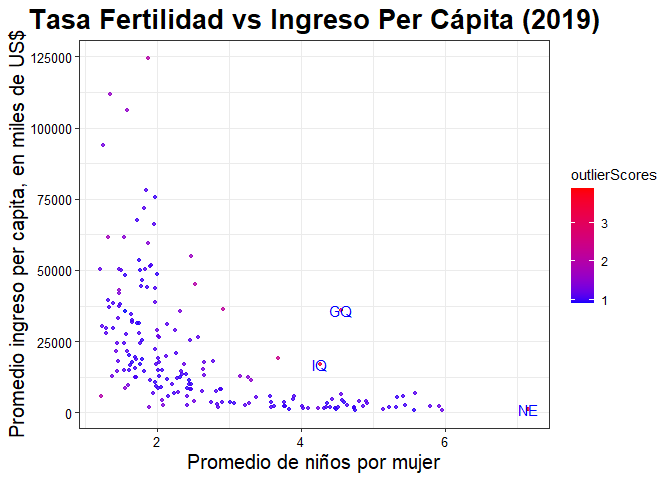 Tasa Fertilidad vs Ingreso Per Cápita (2019)
Promedio ingreso per capita, en miles de US$
125000
100000
75000
50000
25000
0
GQ
IQ
NE
2
4
6
Promedio de niños por mujer
outlierScores
3
2
1